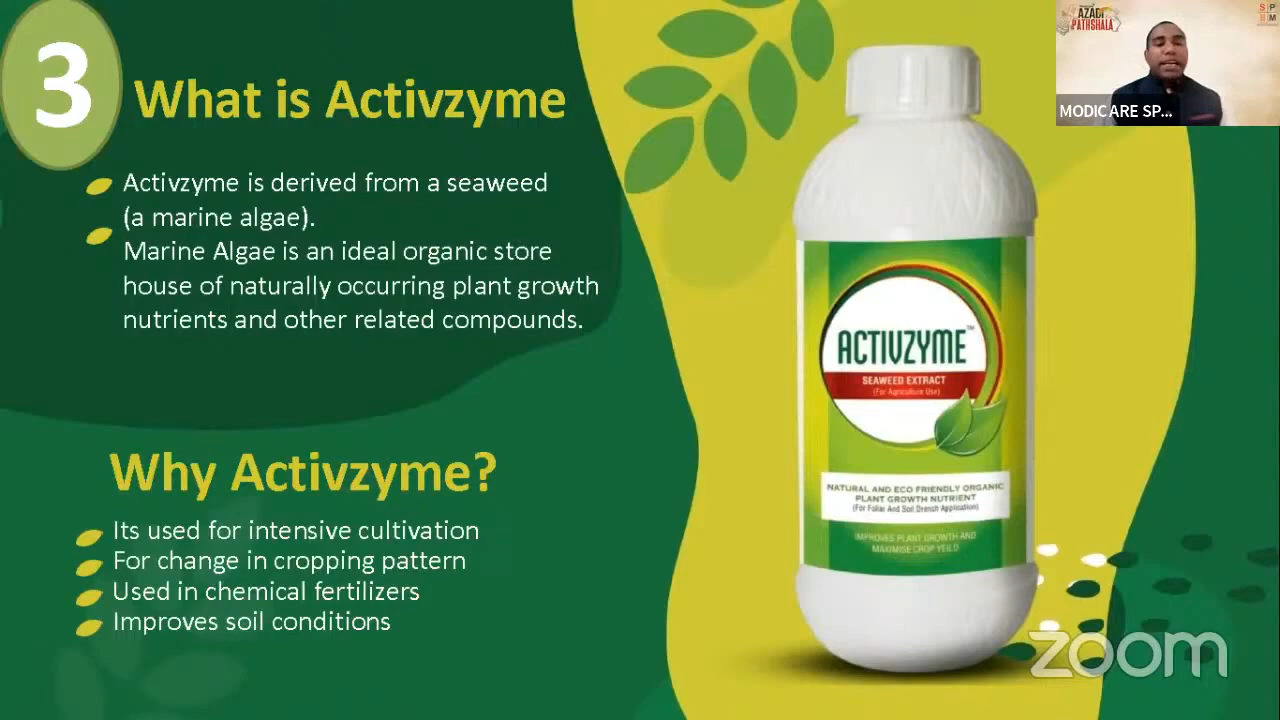 3
What is Activzyme
Activzyme is derived from a seaweed
(a marine algae).
Marine Algae is an ideal organic store
house of naturally occurring plant growth
nutrients and other related compounds.
Why Activzyme?
Its used for intensive cultivation
For change in cropping pattern
Used in chemical fertilizers
Improves soil conditions
ACTIVZYME™
SEAWEED EXTRACT
(For Agriculture Use)
NATURAL AND ECO FRIENDLY ORGANIC
PLANT GROWTH NUTRIENT
(For Foliar And Soil Drench Application)
IMPROVES PLANT GROWTH AND
MAXIMISE CROP YEILD
AZADI
PATHSHALA
SP
M
MODICARE SP...
zoom